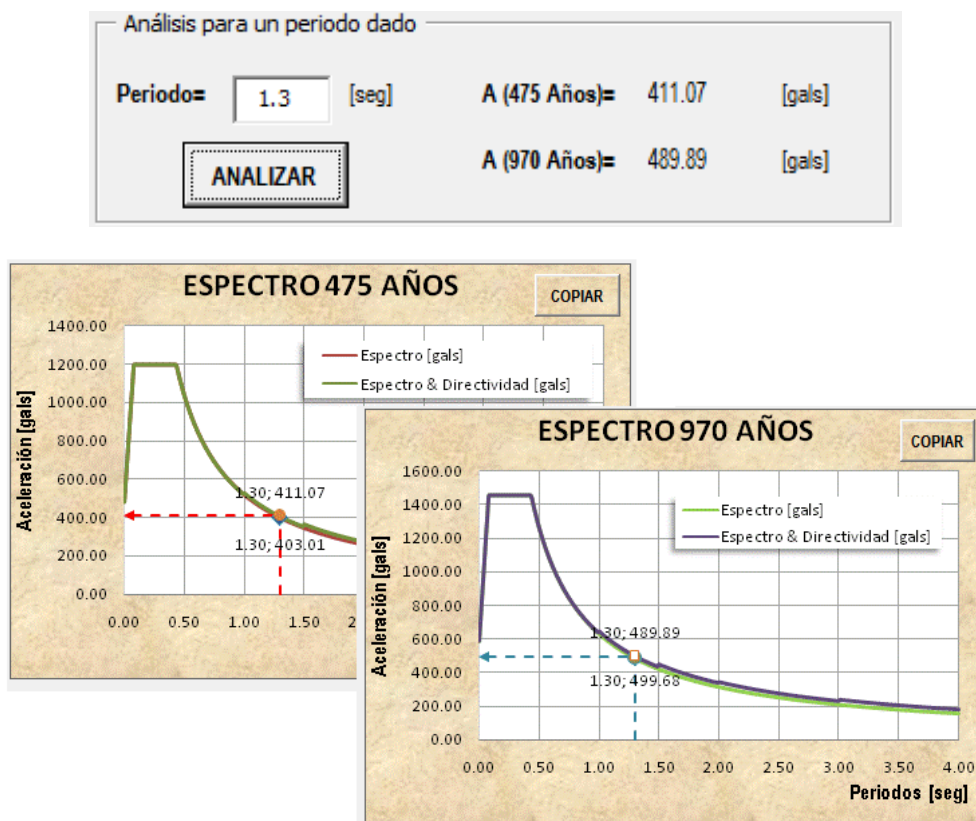 Análisis para un periodo dado
Periodo= 1.3 [seg] A (475 Años)= 411.07 [gals]
ANALIZAR A (970 Años)= 489.89 [gals]
ESPECTRO 475 AÑOS
COPIAR
Aceleración [gals]
1400.00
1200.00
1000.00
800.00
600.00
400.00
200.00
0.00
Espectro [gals]
Espectro & Directividad [gals]
1.30; 411.07
1.30; 403.01
0.00 0.50 1.00 1.50 2
ESPECTRO 970 AÑOS
COPIAR
Aceleración [gals]
1600.00
1400.00
1200.00
1000.00
800.00
600.00
400.00
200.00
0.00
Espectro [gals]
Espectro & Directividad [gals]
1.30; 489.89
1.30; 499.68
0.00 0.50 1.00 1.50 2.00 2.50 3.00 3.50 4.00
Periodos [seg]